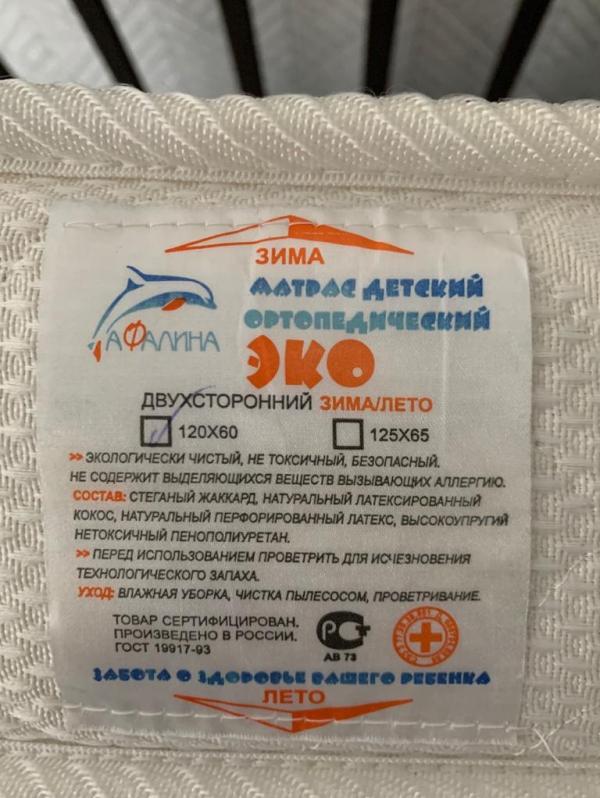 ЗИМА
АФАЛИНА
МАТРАС ДЕТСКИЙ
ОРТОПЕДИЧЕСКИЙ
ЭКО
ДВУХСТОРОННИЙ ЗИМА/ЛЕТО
120X60 125X65
>> ЭКОЛОГИЧЕСКИ ЧИСТЫЙ, НЕ ТОКСИЧНЫЙ, БЕЗОПАСНЫЙ.
НЕ СОДЕРЖИТ ВЫДЕЛЯЮЩИХСЯ ВЕЩЕСТВ ВЫЗЫВАЮЩИХ АЛЛЕРГИЮ.
СОСТАВ: СТЕГАНЫЙ ЖАККАРД, НАТУРАЛЬНЫЙ ЛАТЕКСИРОВАННЫЙ
КОКОС, НАТУРАЛЬНЫЙ ПЕРФОРИРОВАННЫЙ ЛАТЕКС, ВЫСОКОУПРУГИЙ
НЕТОКСИЧНЫЙ ПЕНОПОЛИУРЕТАН.
>> ПЕРЕД ИСПОЛЬЗОВАНИЕМ ПРОВЕТРИТЬ ДЛЯ ИСЧЕЗНОВЕНИЯ
ТЕХНОЛОГИЧЕСКОГО ЗАПАХА.
УХОД: ВЛАЖНАЯ УБОРКА, ЧИСТКА ПЫЛЕСОСОМ, ПРОВЕТРИВАНИЕ.
ТОВАР СЕРТИФИЦИРОВАН.
ПРОИЗВЕДЕНО В РОССИИ.
ГОСТ 19917-93
РСТ
АВ 73
ЗАБОТА О ЗДОРОВЬЕ ВАШЕГО РЕБЕНКА
ЛЕТО